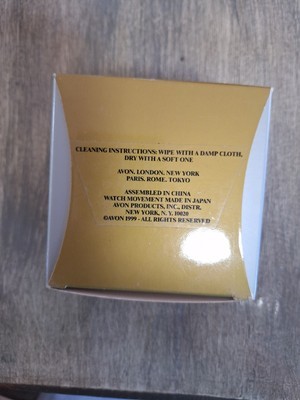 CLEANING INSTRUCTIONS: WIPE WITH A DAMP CLOTH,
DRY WITH A SOFT ONE
AVON. LONDON. NEW YORK
PARIS. ROME. TOKYO
ASSEMBLED IN CHINA
WATCH MOVEMENT MADE IN JAPAN
AVON PRODUCTS, INC., DISTR.
NEW YORK, N. Y. 10020
©AVON 1999 - ALL RIGHTS RESERVED